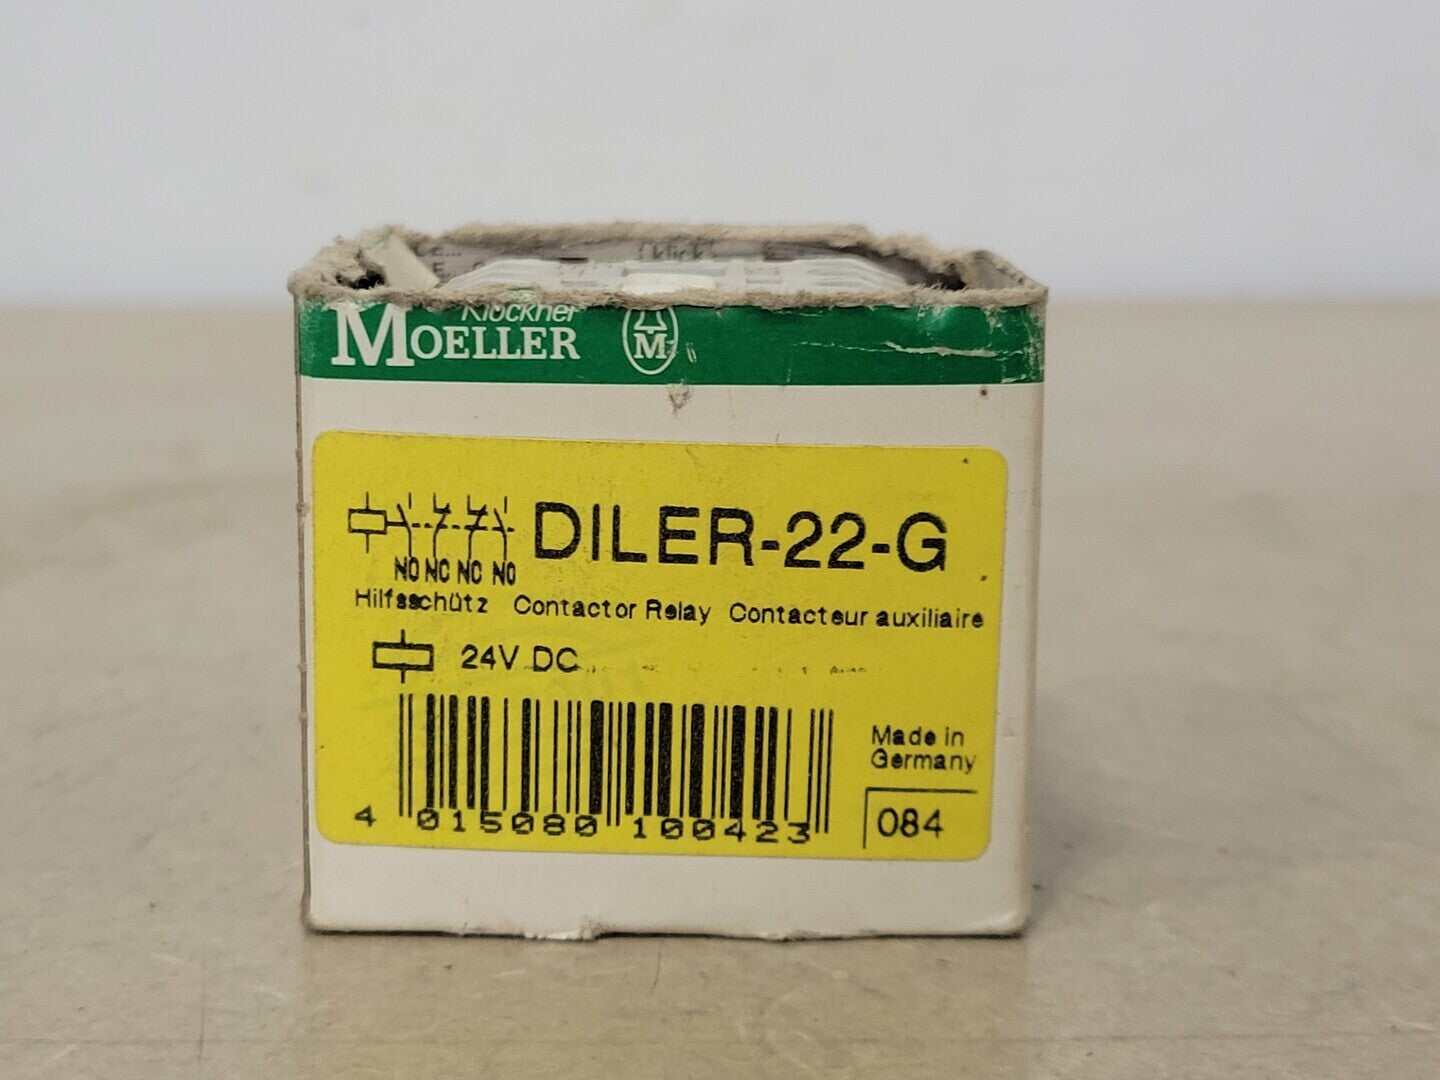 Klöckner
MOELLER
M
DILER-22-G
NO NC NC NO
Hilfsschütz Contactor Relay Contacteur auxiliaire
24V DC
Made in
Germany
4 015080 100423
084